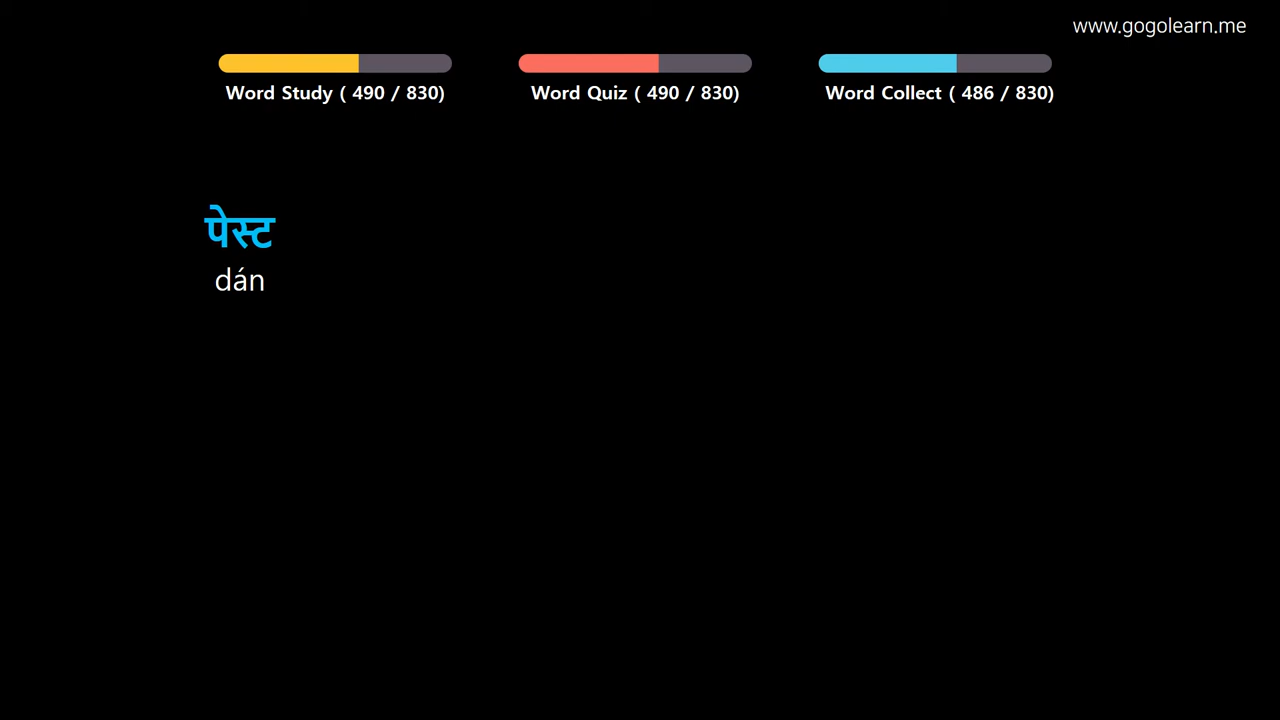 www.gogolearn.me
Word Study ( 490 / 830)
Word Quiz ( 490 / 830)
Word Collect ( 486 / 830)
पेस्ट
dán